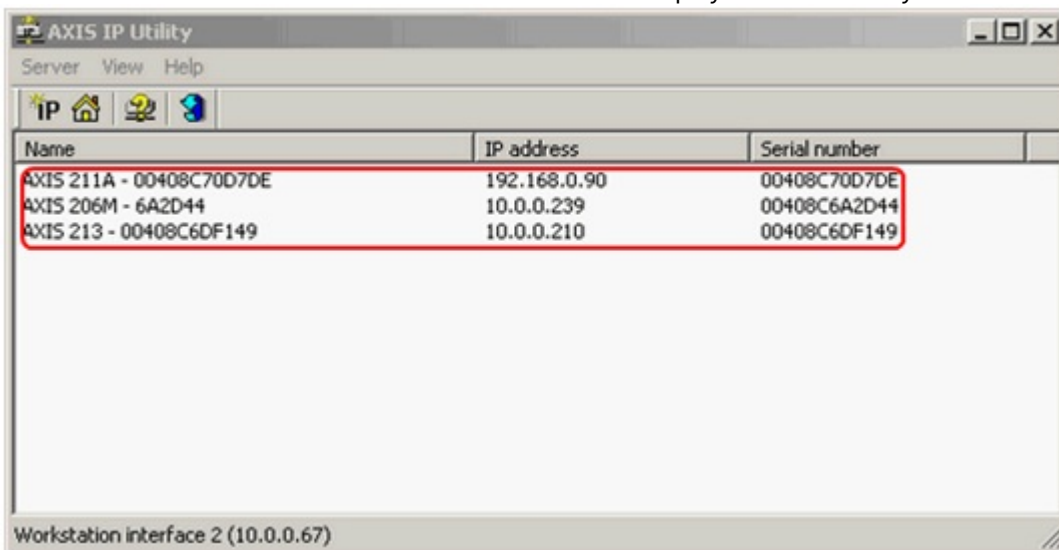 AXIS IP Utility
Server View Help
IP
Name IP address Serial number
AXIS 211A - 00408C70D7DE 192.168.0.90 00408C70D7DE
AXIS 206M - 6A2D44 10.0.0.239 00408C6A2D44
AXIS 213 - 00408C6DF149 10.0.0.210 00408C6DF149
Workstation interface 2 (10.0.0.67)